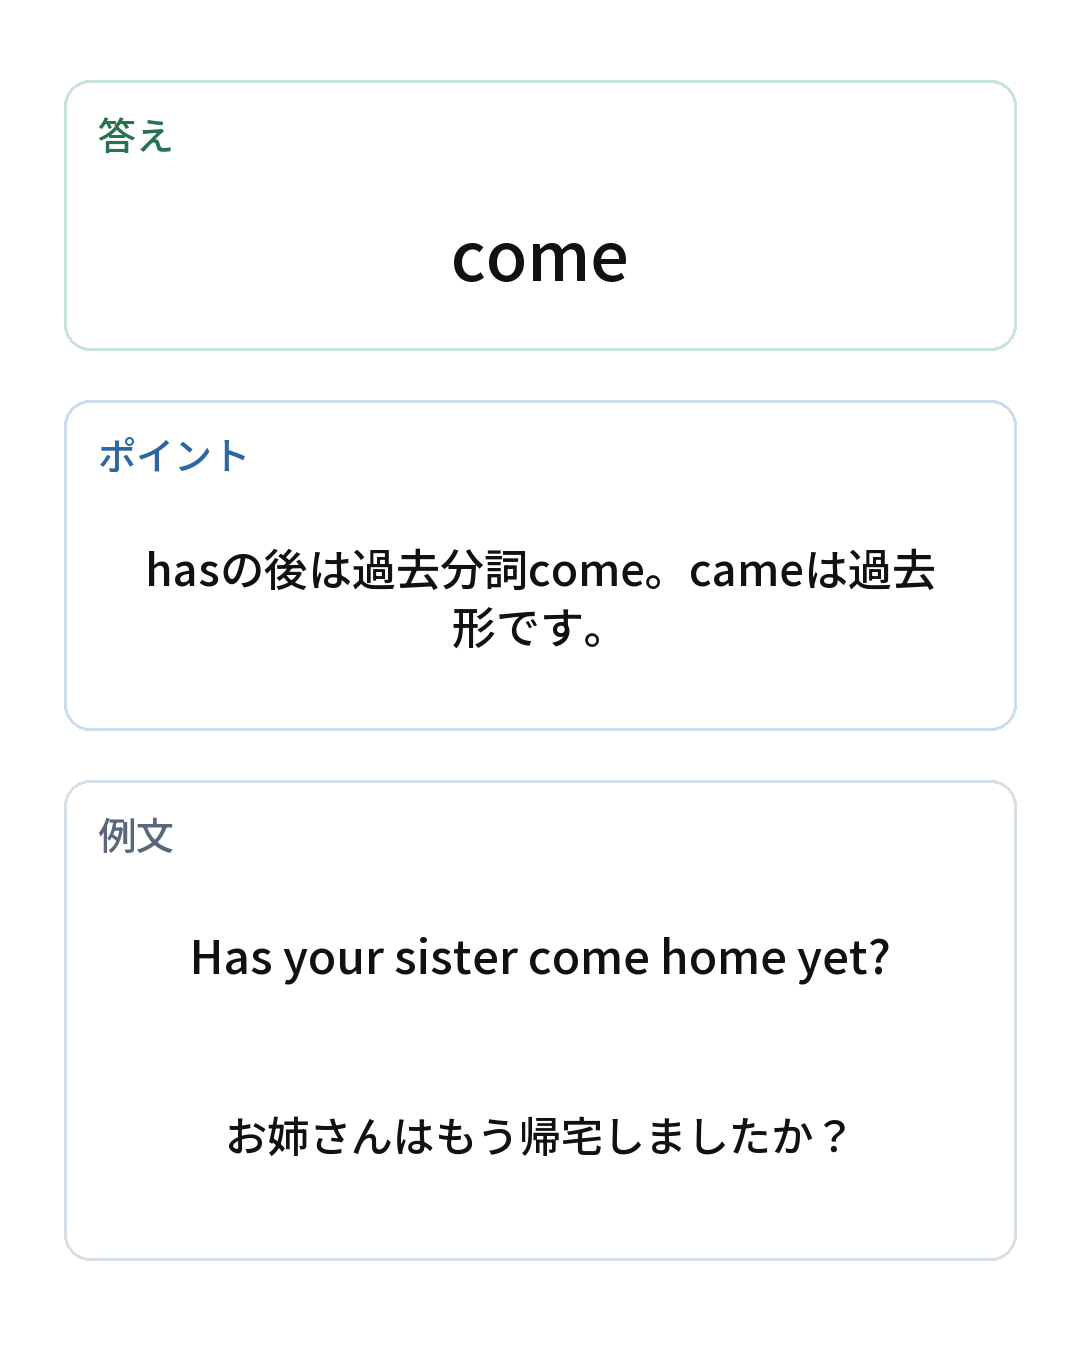 答え
come
ポイント
hasの後は過去分詞come。cameは過去
形です。
例文
Has your sister come home yet?
お姉さんはもう帰宅しましたか？